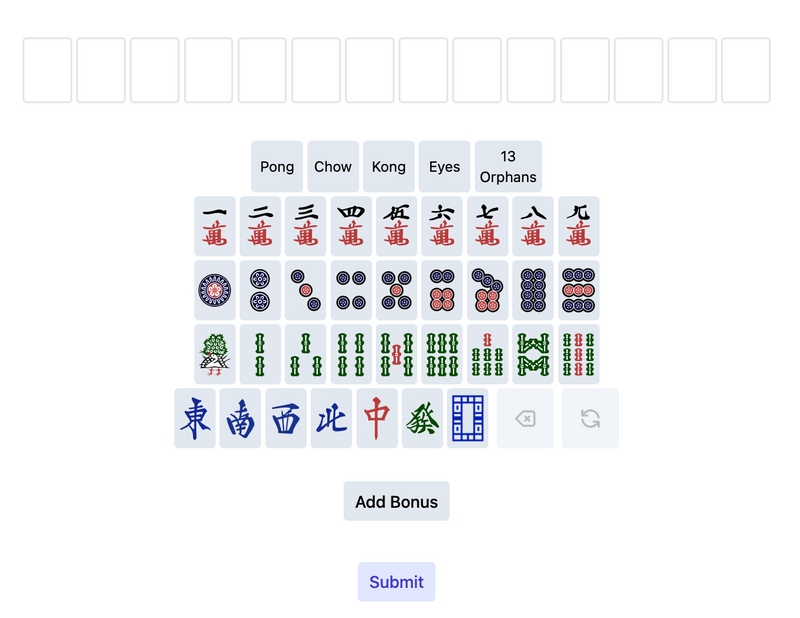 Pong Chow Kong Eyes 13 Orphans
一萬 二萬 三萬 四萬 伍萬 六萬 七萬 八萬 九萬
東 南 西 北 中 發
Add Bonus
Submit